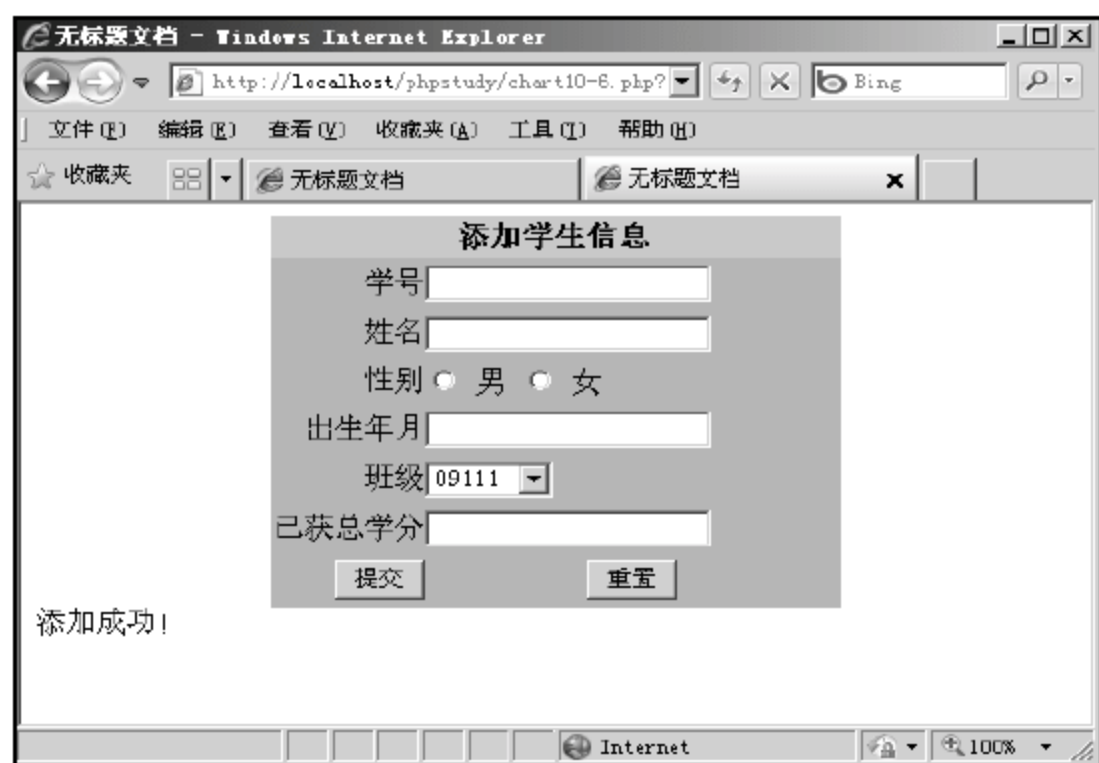 无标题文档 - Windows Internet Explorer
http://localhost/phpstudy/chart10-6.php?
Bing
文件(F) 编辑(E) 查看(V) 收藏夹(A) 工具(T) 帮助(H)
收藏夹
无标题文档
无标题文档
添加学生信息
学号
姓名
性别 男 女
出生年月
班级 09111
已获总学分
提交 重置
添加成功!
Internet
100%